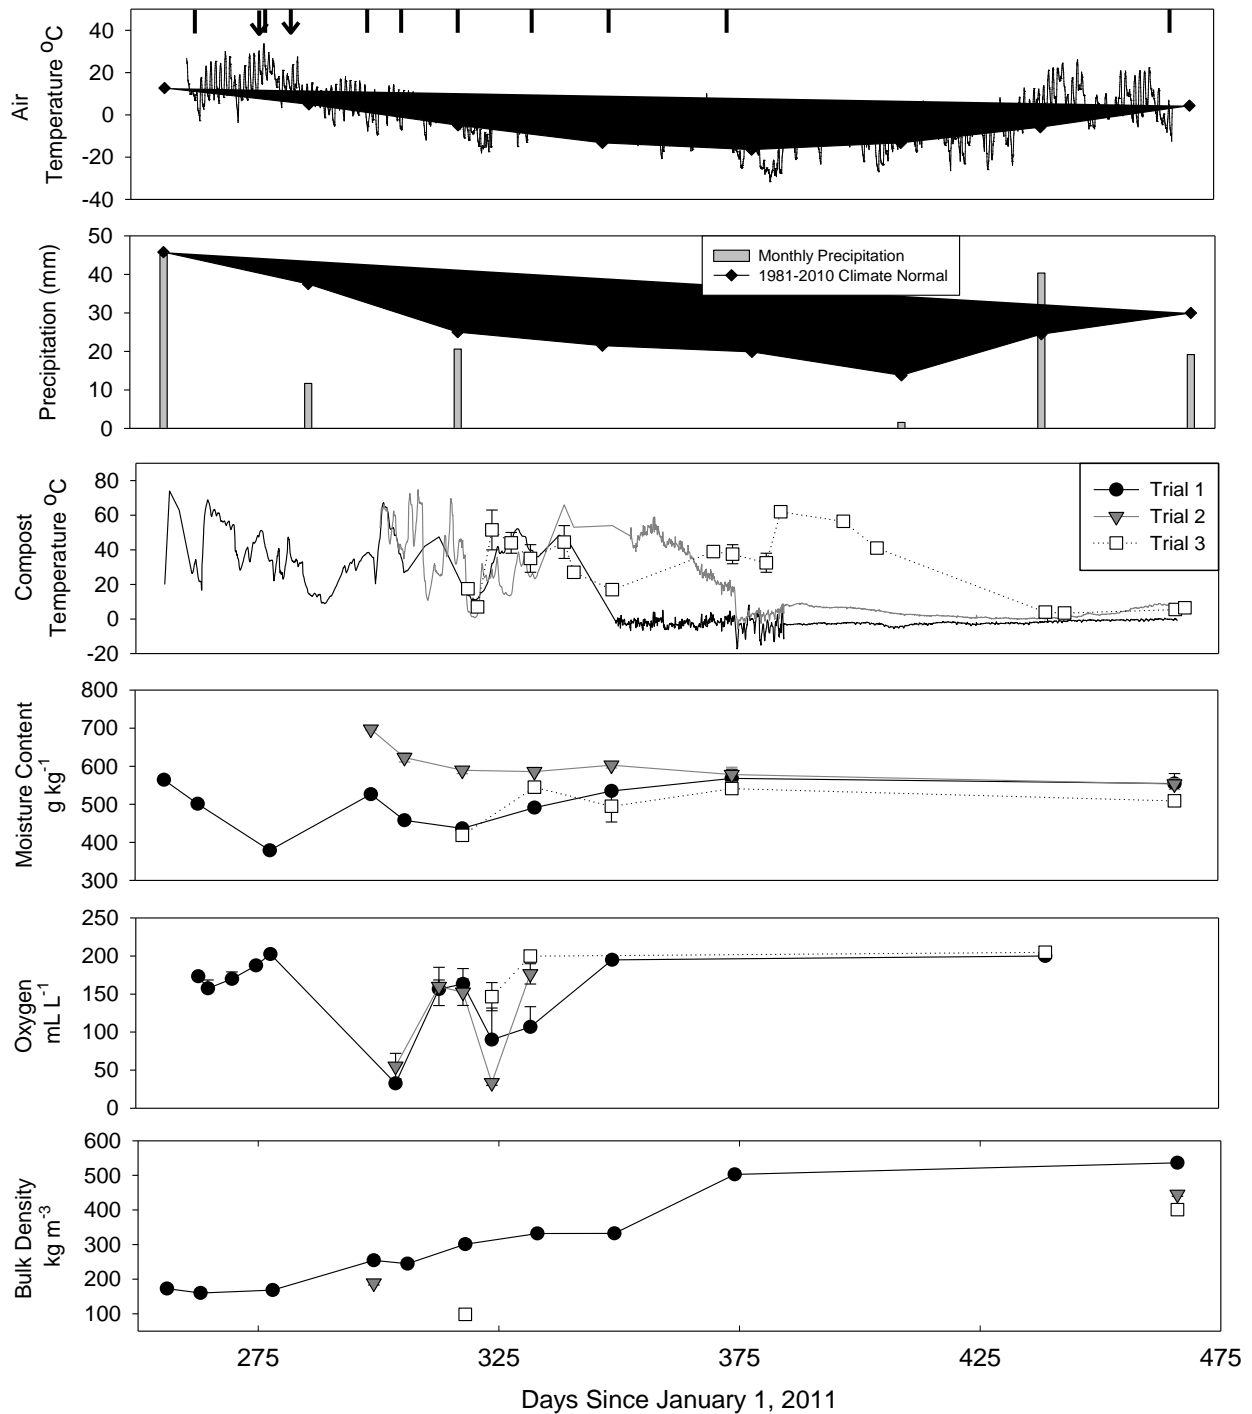 40
20
0
-20
-40
Air
Temperature ºC
50
40
30
20
10
0
Precipitation (mm)
Monthly Precipitation
1981-2010 Climate Normal
80
60
40
20
0
-20
Compost
Temperature ºC
Trial 1
Trial 2
Trial 3
800
700
600
500
400
300
Moisture Content
g kg-1
250
200
150
100
50
0
Oxygen
mL L-1
600
500
400
300
200
100
Bulk Density
kg m-3
275 325 375 425 475
Days Since January 1, 2011